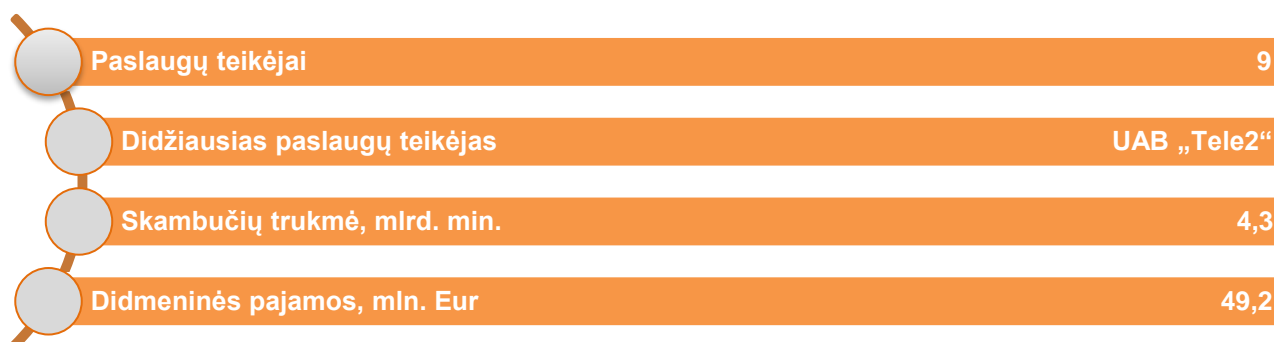 Paslaugų teikėjai 9
Didžiausias paslaugų teikėjas UAB „Tele2“
Skambučių trukmė, mlrd. min. 4,3
Didmeninės pajamos, mln. Eur 49,2